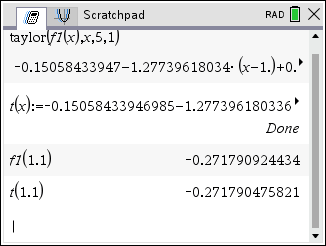 Scratchpad RAD
taylor(f1(x),x,5,1)
-0.15058433947-1.27739618034·(x-1.)+0.▸
t(x):=-0.15058433946985-1.277396180336▸
Done
f1(1.1) -0.271790924434
t(1.1) -0.271790475821